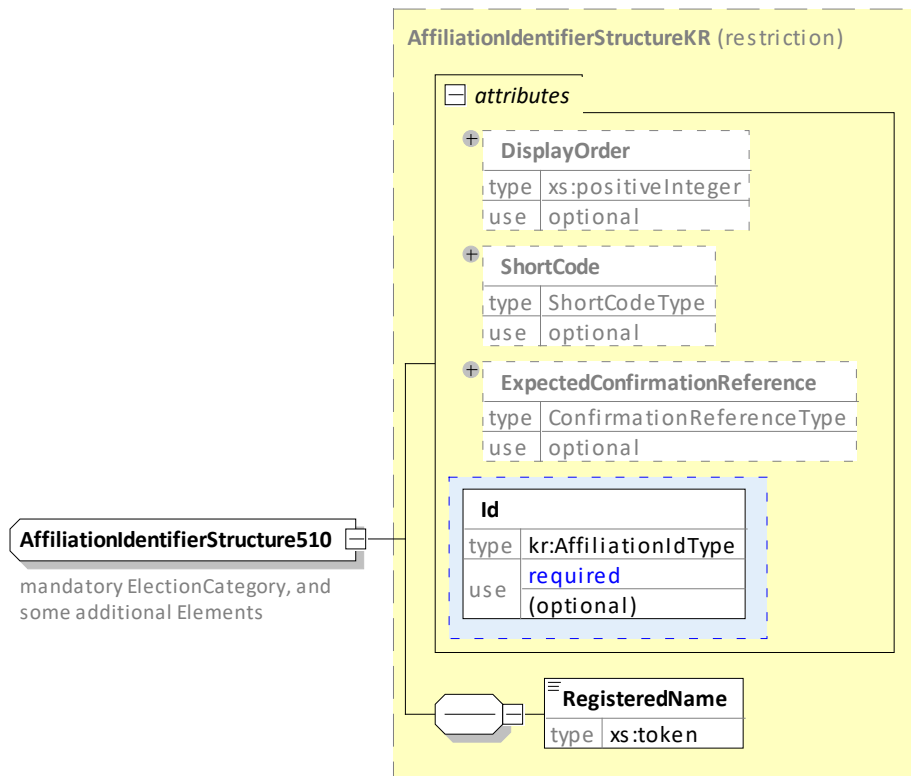 AffiliationIdentifierStructureKR (restriction)
attributes
DisplayOrder
type xs:positiveInteger
use optional
ShortCode
type ShortCodeType
use optional
ExpectedConfirmationReference
type ConfirmationReferenceType
use optional
Id
type kr:AffiliationIdType
use required
(optional)
AffiliationIdentifierStructure510
mandatory ElectionCategory, and
some additional Elements
RegisteredName
type xs:token